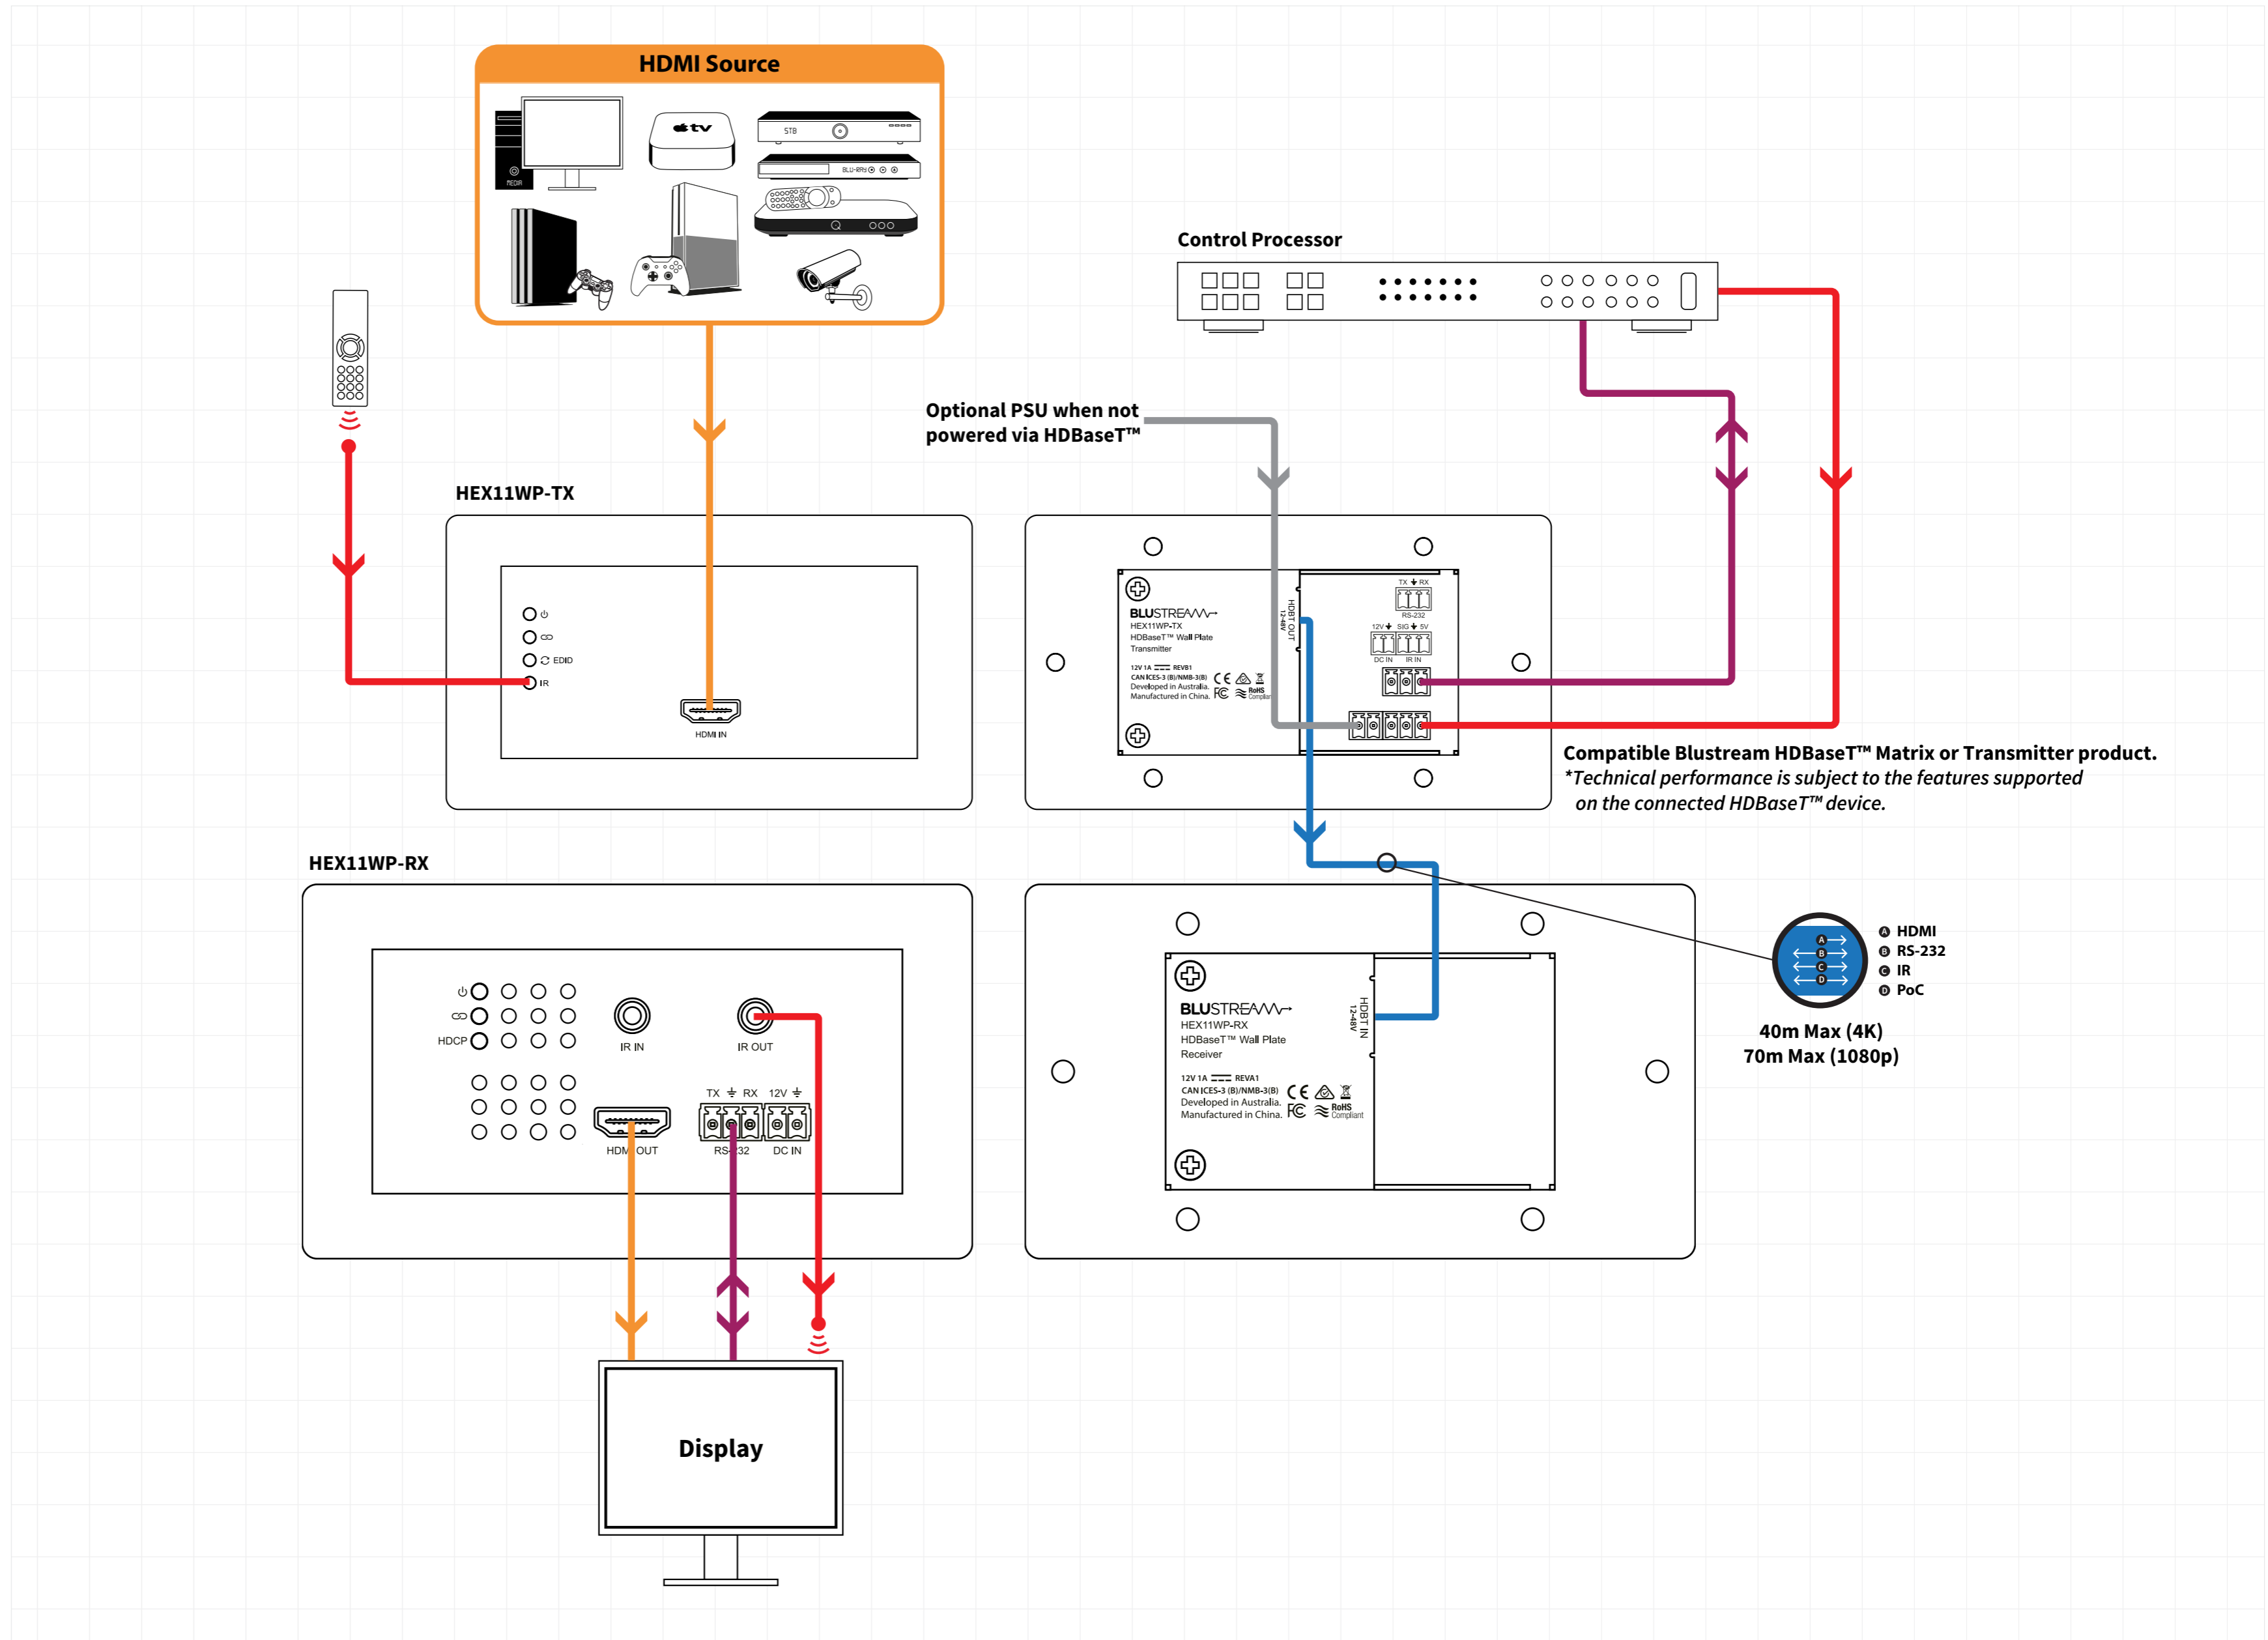 HDMI Source
MEDIA
tv
STB
BLU-RAY
Q
Control Processor
Optional PSU when not
powered via HDBaseT™
HEX11WP-TX
EDID
IR
HDMI IN
BLUSTREAM
HEX11WP-TX
HDBaseT™ Wall Plate
Transmitter
12V 1A REVB1
CAN ICES-3 (B)/NMB-3(B)
Developed in Australia.
Manufactured in China.
CE
FC
RoHS
Compliant
HDBT OUT
12-48V
TX RX
RS-232
12V SIG 5V
DC IN IR IN
Compatible Blustream HDBaseT™ Matrix or Transmitter product.
*Technical performance is subject to the features supported
on the connected HDBaseT™ device.
HEX11WP-RX
HDCP
IR IN
IR OUT
TX RX 12V
HDMI OUT
RS-232
DC IN
BLUSTREAM
HEX11WP-RX
HDBaseT™ Wall Plate
Receiver
12V 1A REVA1
CAN ICES-3 (B)/NMB-3(B)
Developed in Australia.
Manufactured in China.
CE
FC
RoHS
Compliant
HDBT IN
12-48V
A
B
C
D
A HDMI
B RS-232
C IR
D PoC
40m Max (4K)
70m Max (1080p)
Display